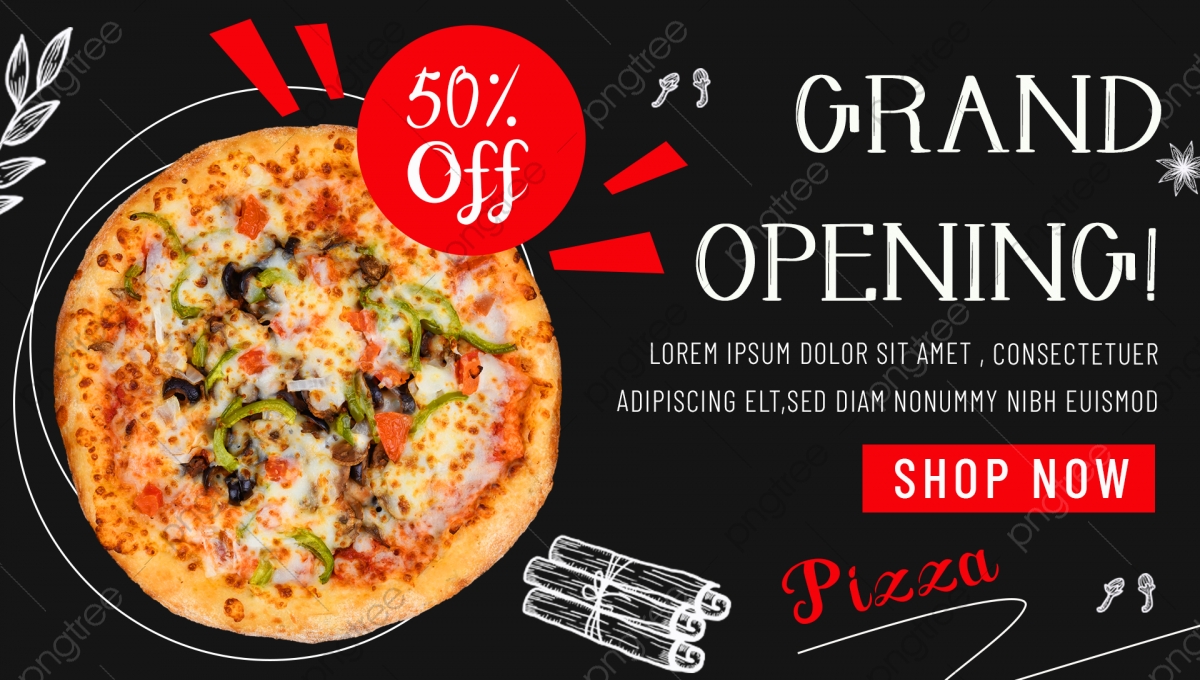 50%
Off
GRAND
OPENING!
LOREM IPSUM DOLOR SIT AMET , CONSECTETUER
ADIPISCING ELT,SED DIAM NONUMMY NIBH EUISMOD
SHOP NOW
Pizza
pngtree